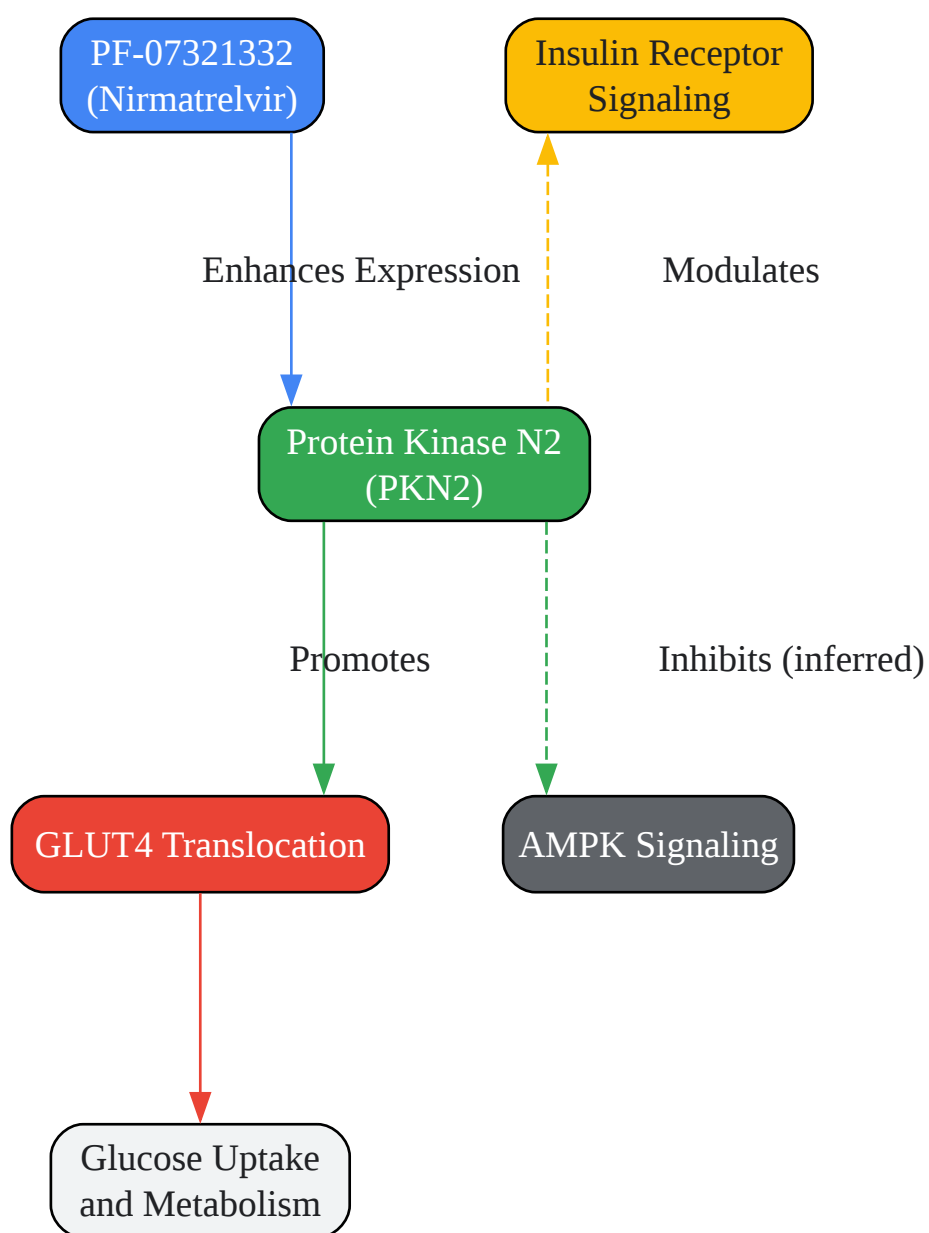 PF-07321332
(Nirmatrelvir)
Insulin Receptor
Signaling
Enhances Expression
Modulates
Protein Kinase N2
(PKN2)
Promotes
Inhibits (inferred)
GLUT4 Translocation
AMPK Signaling
Glucose Uptake
and Metabolism